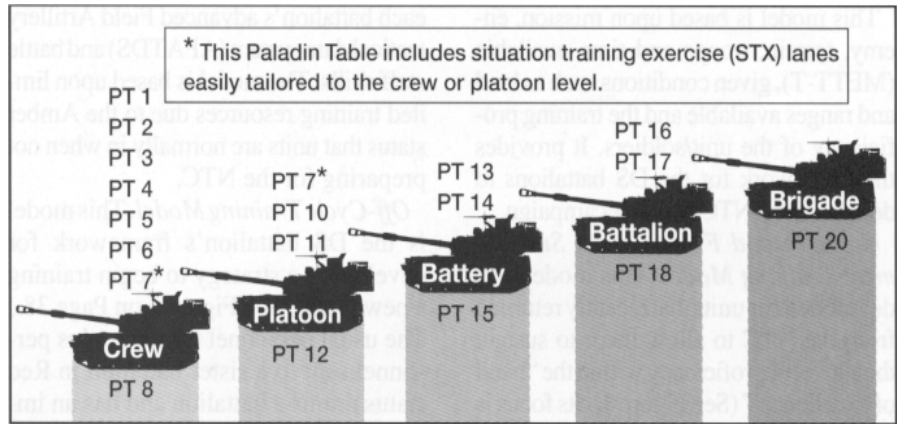 * This Paladin Table includes situation training exercise (STX) lanes
easily tailored to the crew or platoon level.
PT 1
PT 2
PT 3
PT 4
PT 5
PT 6
PT 7*
Crew
PT 8
PT 7*
PT 10
PT 11
Platoon
PT 12
PT 13
PT 14
Battery
PT 15
PT 16
PT 17
Battalion
PT 18
Brigade
PT 20